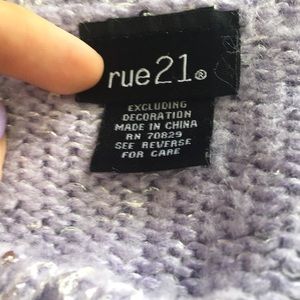 rue21®
EXCLUDING
DECORATION
MADE IN CHINA
RN 70829
SEE REVERSE
FOR CARE